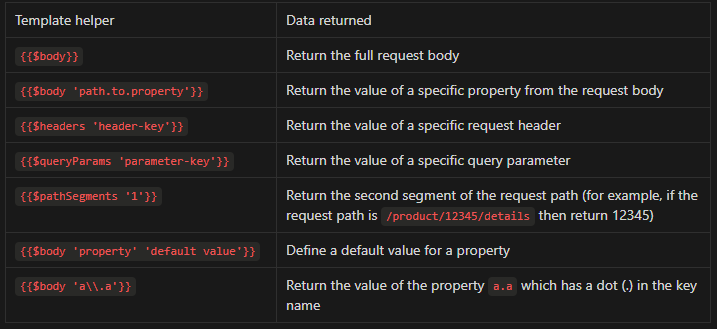 Template helper Data returned
{{$body}} Return the full request body
{{$body 'path.to.property'}} Return the value of a specific property from the request body
{{$headers 'header-key'}} Return the value of a specific request header
{{$queryParams 'parameter-key'}} Return the value of a specific query parameter
{{$pathSegments '1'}} Return the second segment of the request path (for example, if the
request path is /product/12345/details then return 12345)
{{$body 'property' 'default value'}} Define a default value for a property
{{$body 'a\\.a'}} Return the value of the property a.a which has a dot (.) in the key
name